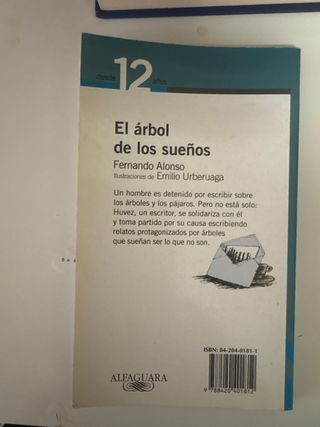 desde 12 años
El árbol
de los sueños
Fernando Alonso
Ilustraciones de Emilio Urberuaga
Un hombre es detenido por escribir sobre
los árboles y los pájaros. Pero no está solo:
Huvez, un escritor, se solidariza con él
y toma partido por su causa escribiendo
relatos protagonizados por árboles
que sueñan ser lo que no son.
ISBN: 84-204-0181-1
9 788420 401812
ALFAGUARA